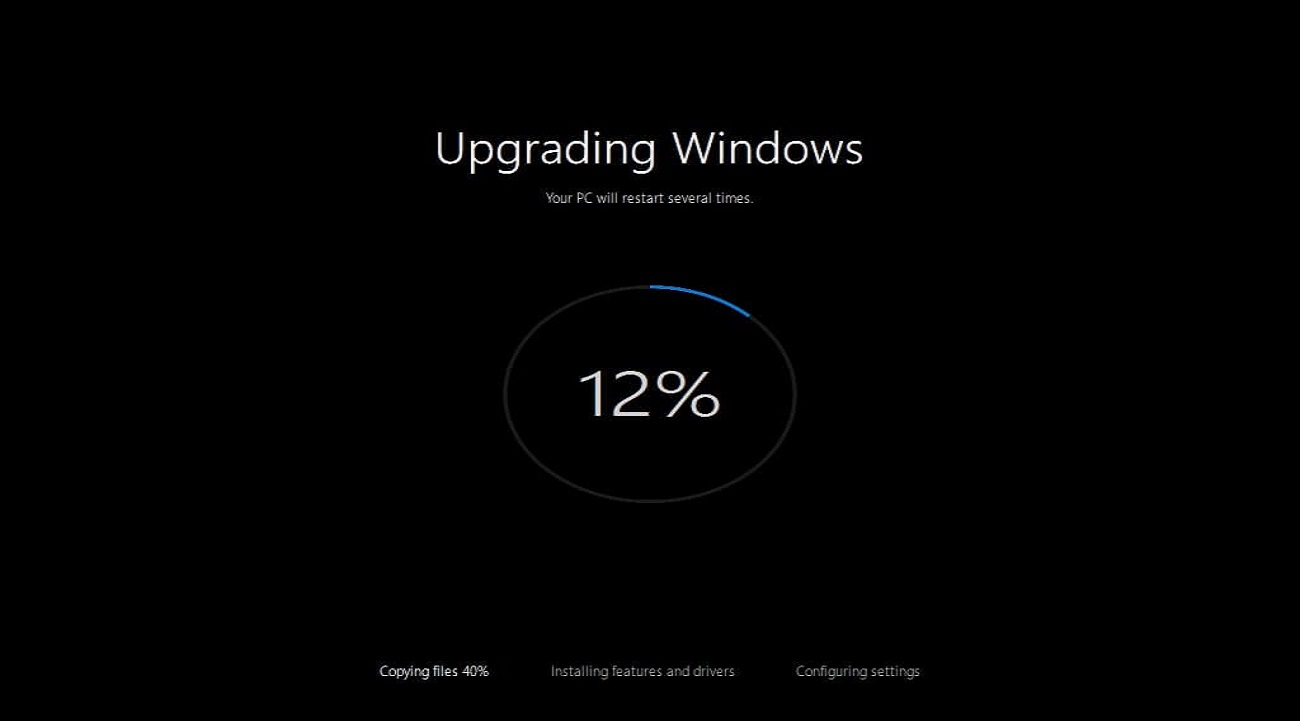 Upgrading Windows
Your PC will restart several times.
12%
Copying files 40% Installing features and drivers Configuring settings